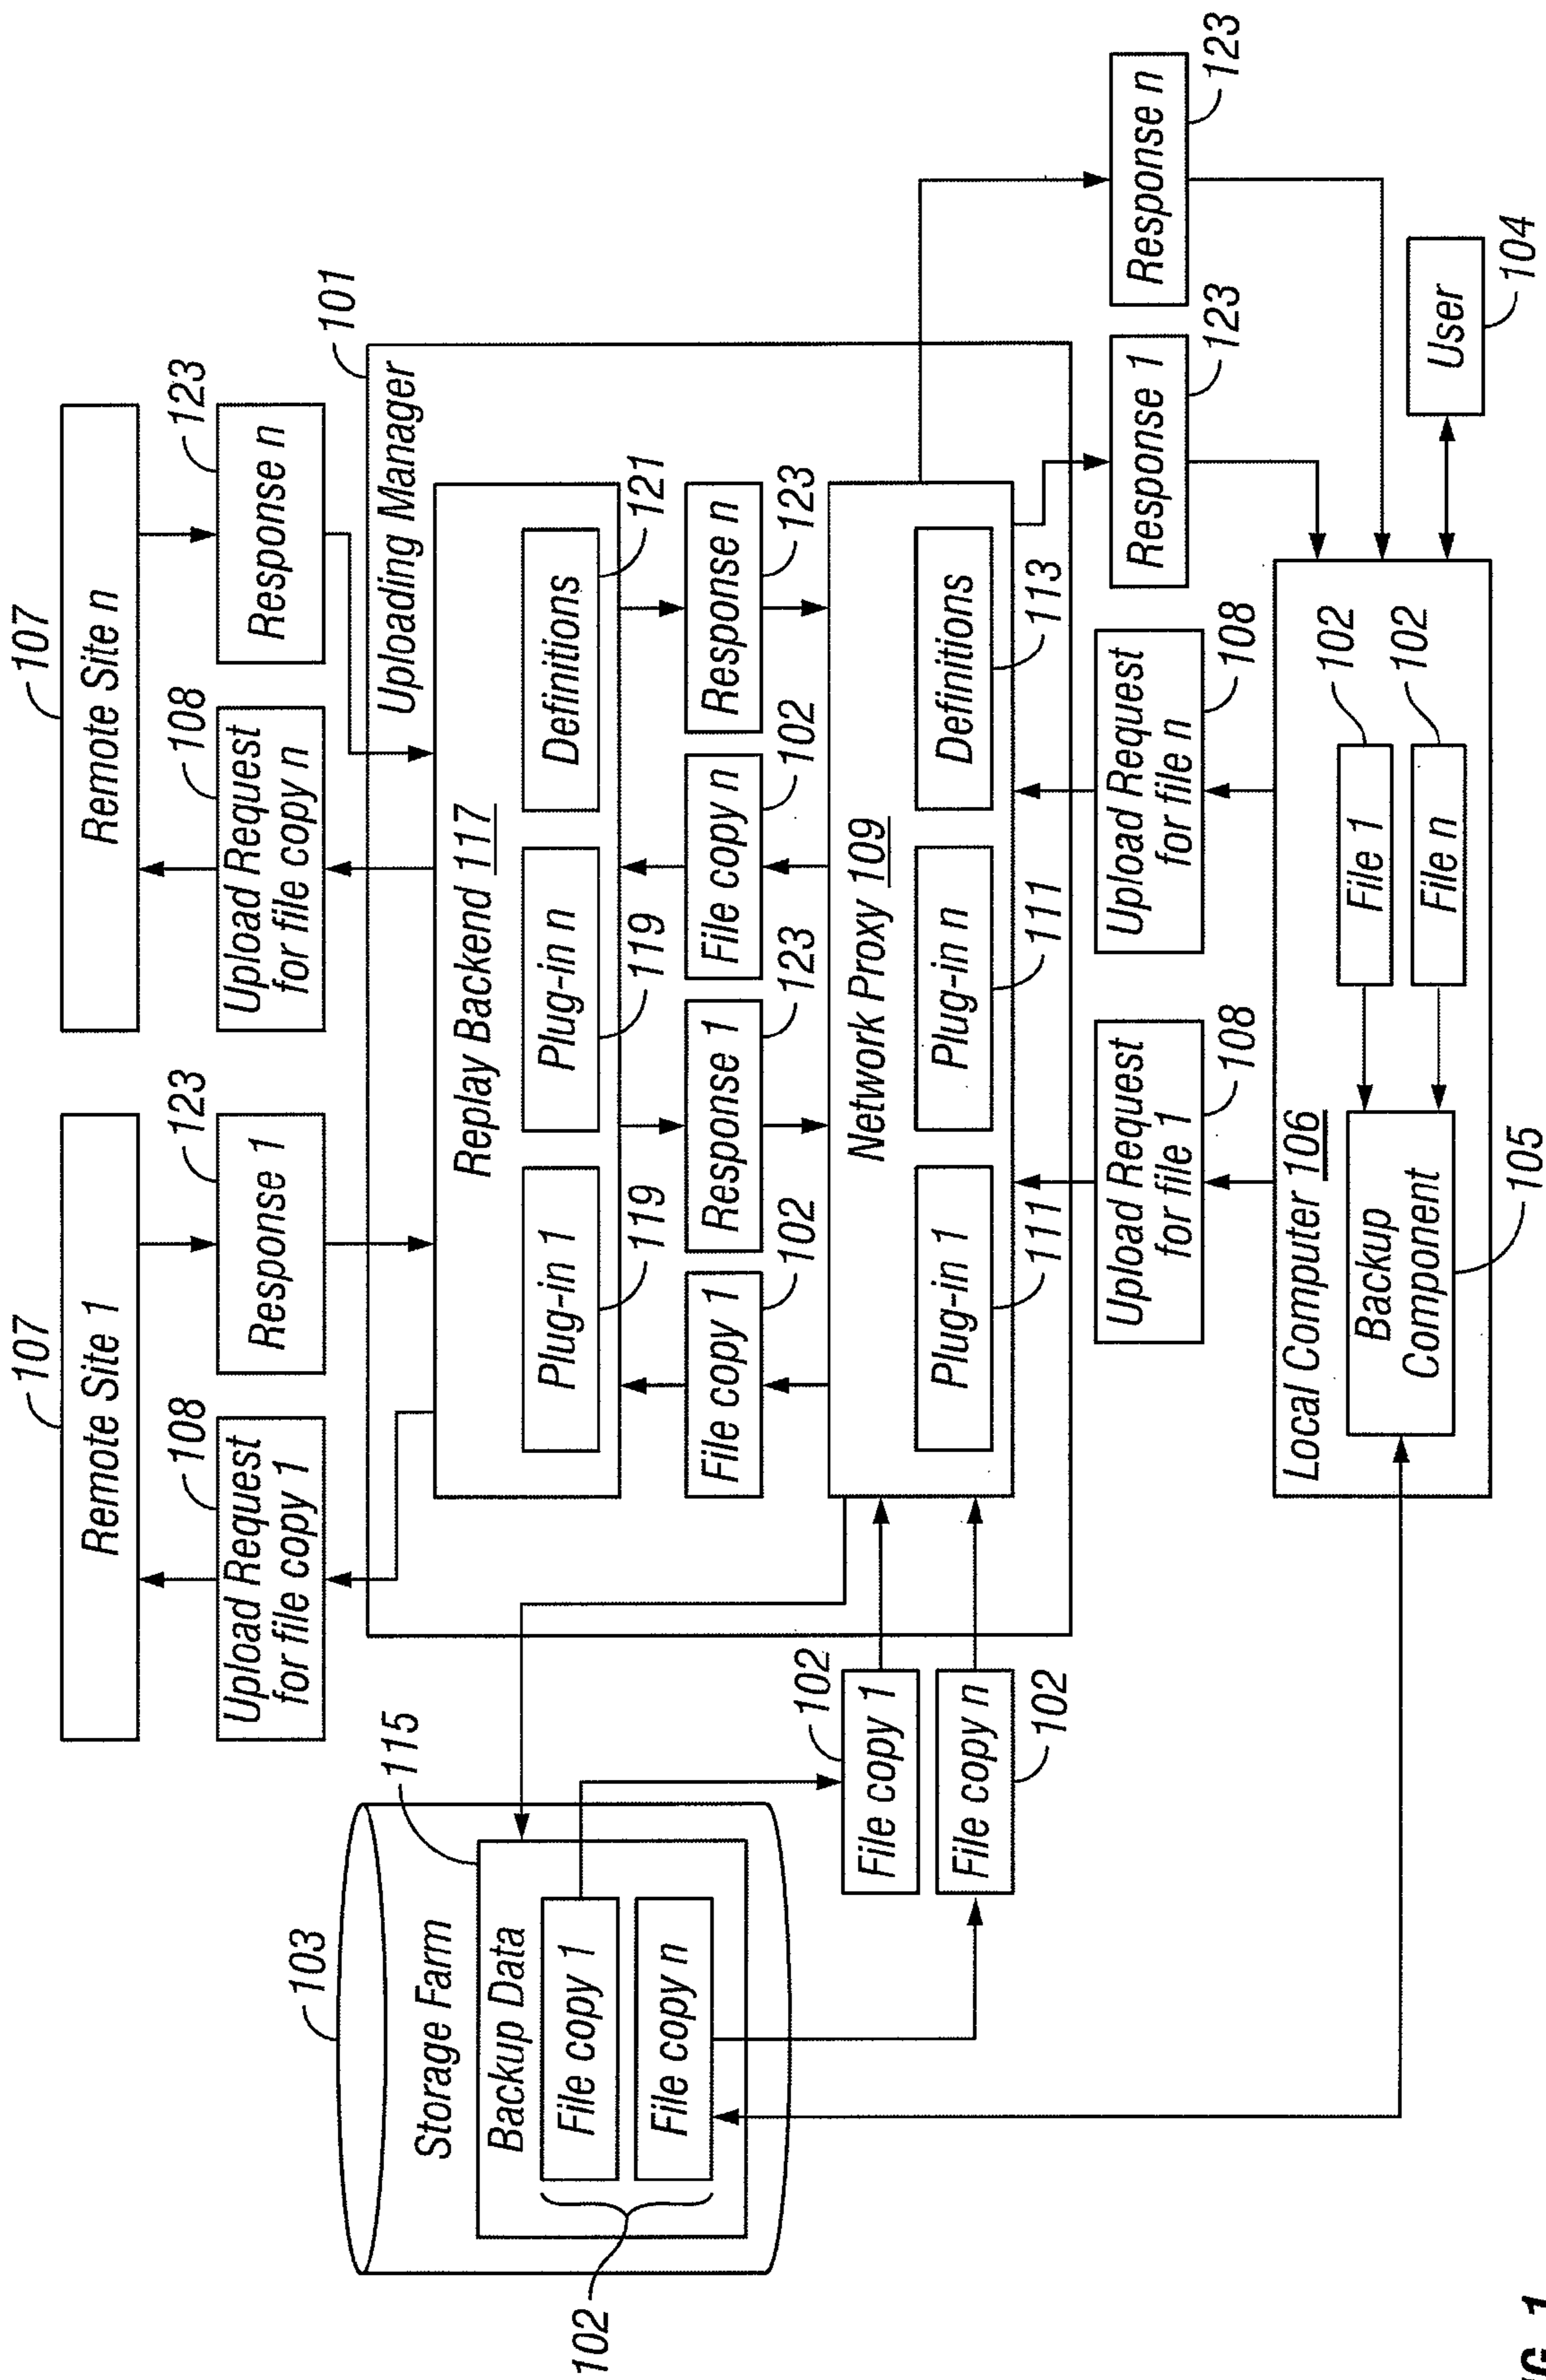 107
Remote Site 1
107
Remote Site n
108
Upload Request
for file copy 1
123
Response 1
108
Upload Request
for file copy n
123
Response n
101
Uploading Manager
Replay Backend 117
Plug-in 1
119
Plug-in n
119
Definitions
121
File copy 1
102
Response 1
123
File copy n
102
Response n
123
Network Proxy 109
Plug-in 1
111
Plug-in n
111
Definitions
113
103
Storage Farm
115
Backup Data
File copy 1
File copy n
102
File copy 1
102
File copy n
102
Upload Request
for file 1
108
Upload Request
for file n
108
Response 1
123
Response n
123
Local Computer 106
Backup
Component
105
File 1
102
File n
102
User
104
1